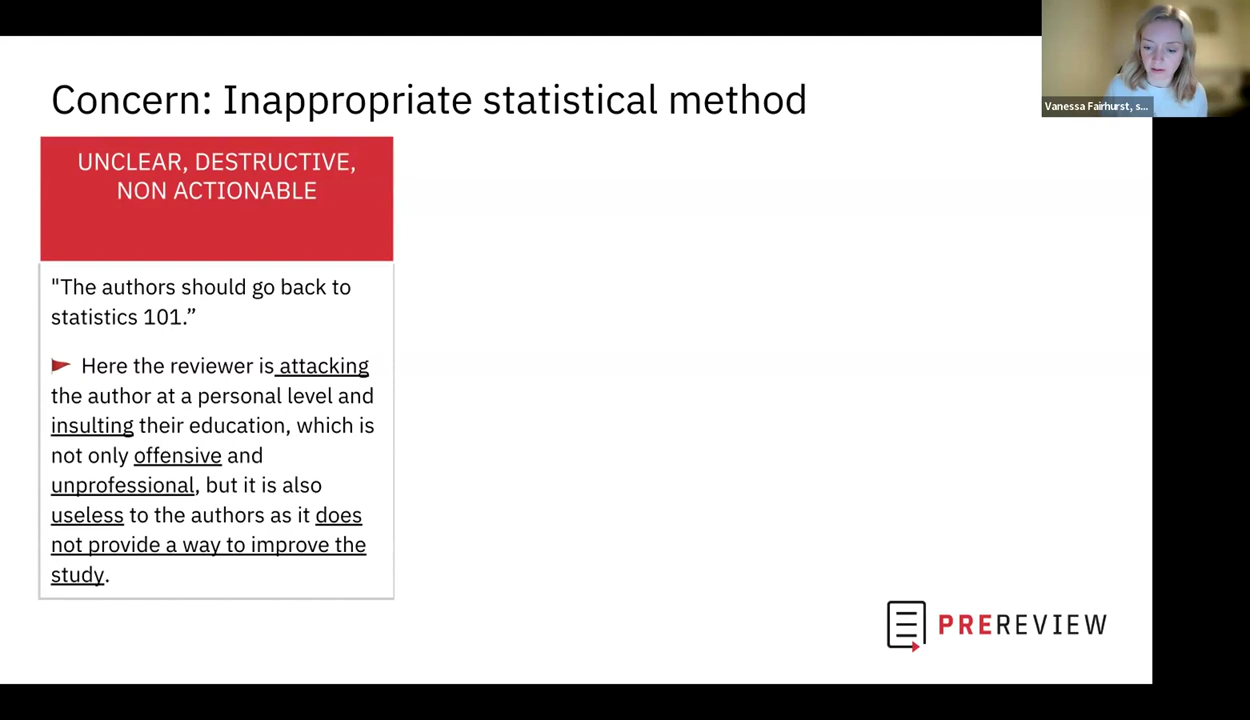 Concern: Inappropriate statistical method
Vanessa Fairhurst, s...
UNCLEAR, DESTRUCTIVE,
NON ACTIONABLE
"The authors should go back to
statistics 101.”
Here the reviewer is attacking
the author at a personal level and
insulting their education, which is
not only offensive and
unprofessional, but it is also
useless to the authors as it does
not provide a way to improve the
study.
PREREVIEW